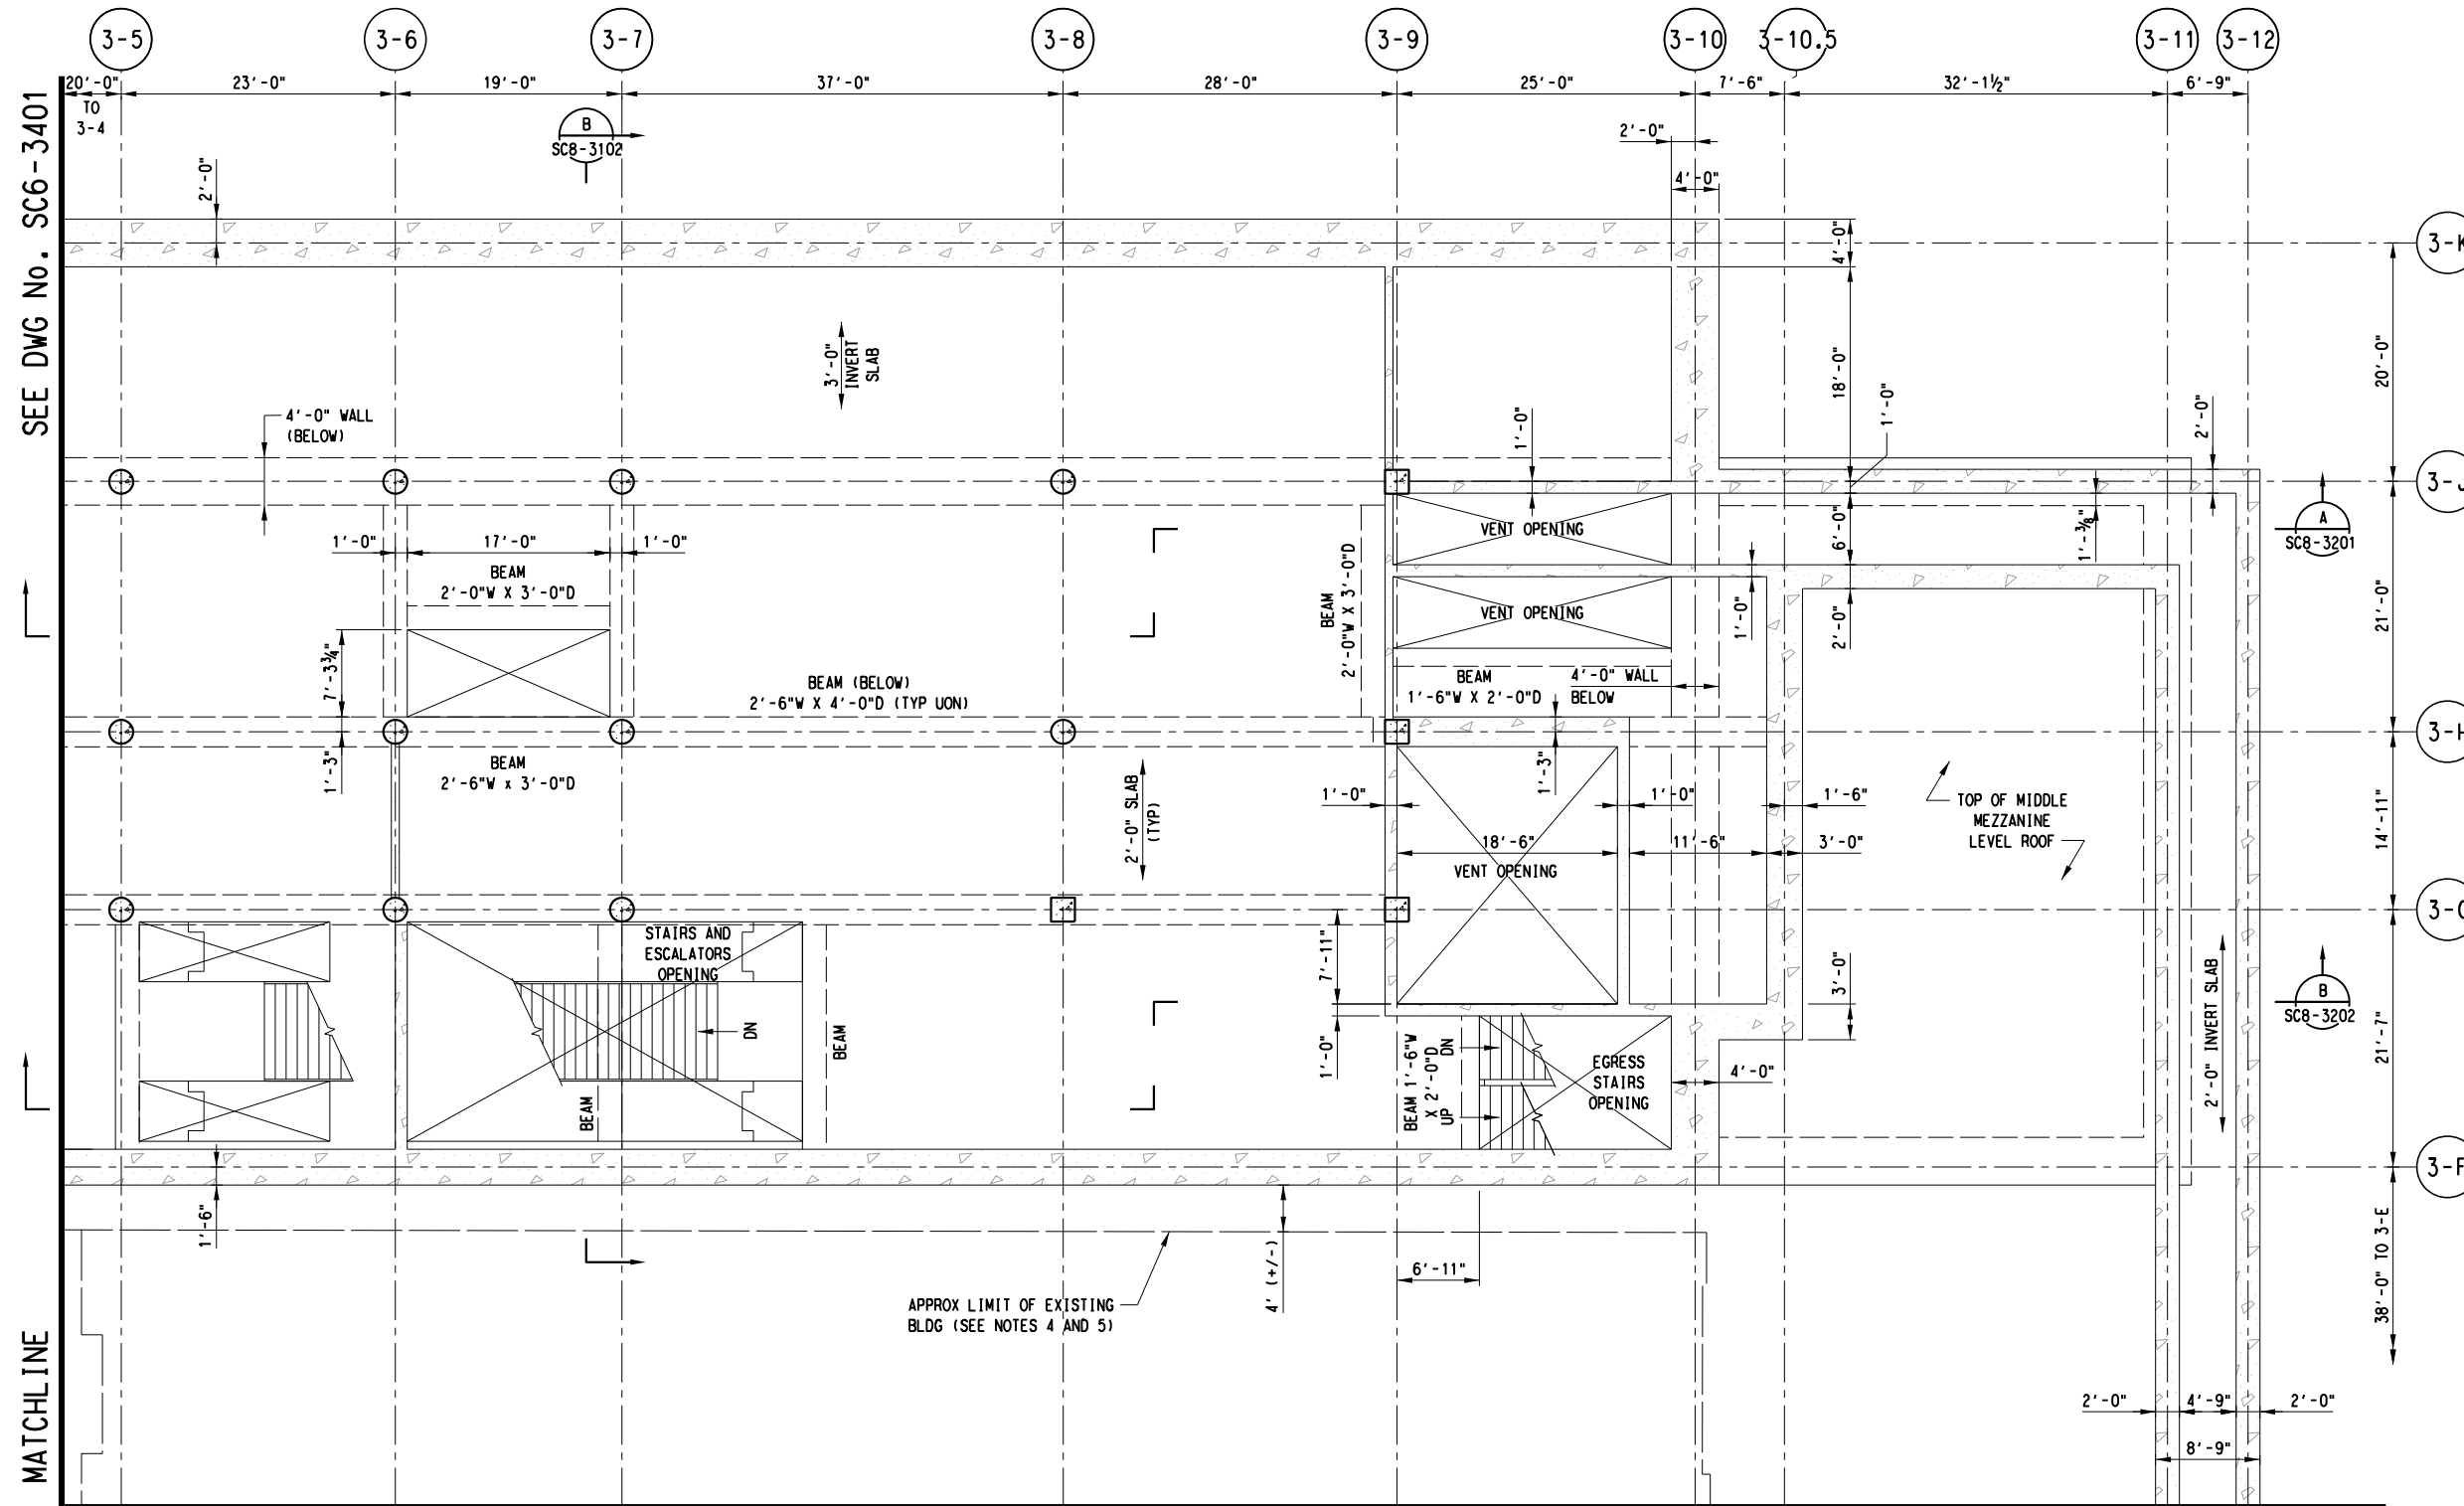 3-5
3-6
3-7
3-8
3-9
3-10
3-10.5
3-11
3-12
20'-0"
TO
3-4
23'-0"
19'-0"
37'-0"
28'-0"
25'-0"
7'-6"
32'-1½"
6'-9"
SEE DWG No. SC6-3401
MATCHLINE
B
SC8-3102
2'-0"
2'-0"
4'-0"
4'-0"
18'-0"
1'-0"
2'-0"
3-K
20'-0"
3'-0"
INVERT
SLAB
4'-0" WALL
(BELOW)
1'-0"
3-J
A
SC8-3201
1'-0"
17'-0"
1'-0"
BEAM
2'-0"W X 3'-0"D
VENT OPENING
6'-0"
1'-⅜"
BEAM
2'-0"W X 3'-0"D
VENT OPENING
1'-0"
2'-0"
21'-0"
7'-3¾"
BEAM (BELOW)
2'-6"W X 4'-0"D (TYP UON)
BEAM
1'-6"W X 2'-0"D
4'-0" WALL
BELOW
1'-3"
BEAM
2'-6"W x 3'-0"D
1'-3"
3-H
2'-0" SLAB
(TYP)
1'-0"
1'-0"
1'-6"
TOP OF MIDDLE
MEZZANINE
LEVEL ROOF
18'-6"
11'-6"
3'-0"
VENT OPENING
14'-11"
STAIRS AND
ESCALATORS
OPENING
7'-11"
3'-0"
2'-0" INVERT SLAB
B
SC8-3202
DN
BEAM
BEAM
1'-0"
BEAM 1'-6"W
X 2'-0"D
DN
UP
EGRESS
STAIRS
OPENING
4'-0"
21'-7"
3-F
1'-6"
4' (+/-)
6'-11"
APPROX LIMIT OF EXISTING
BLDG (SEE NOTES 4 AND 5)
38'-0" TO 3-E
2'-0"
4'-9"
2'-0"
8'-9"